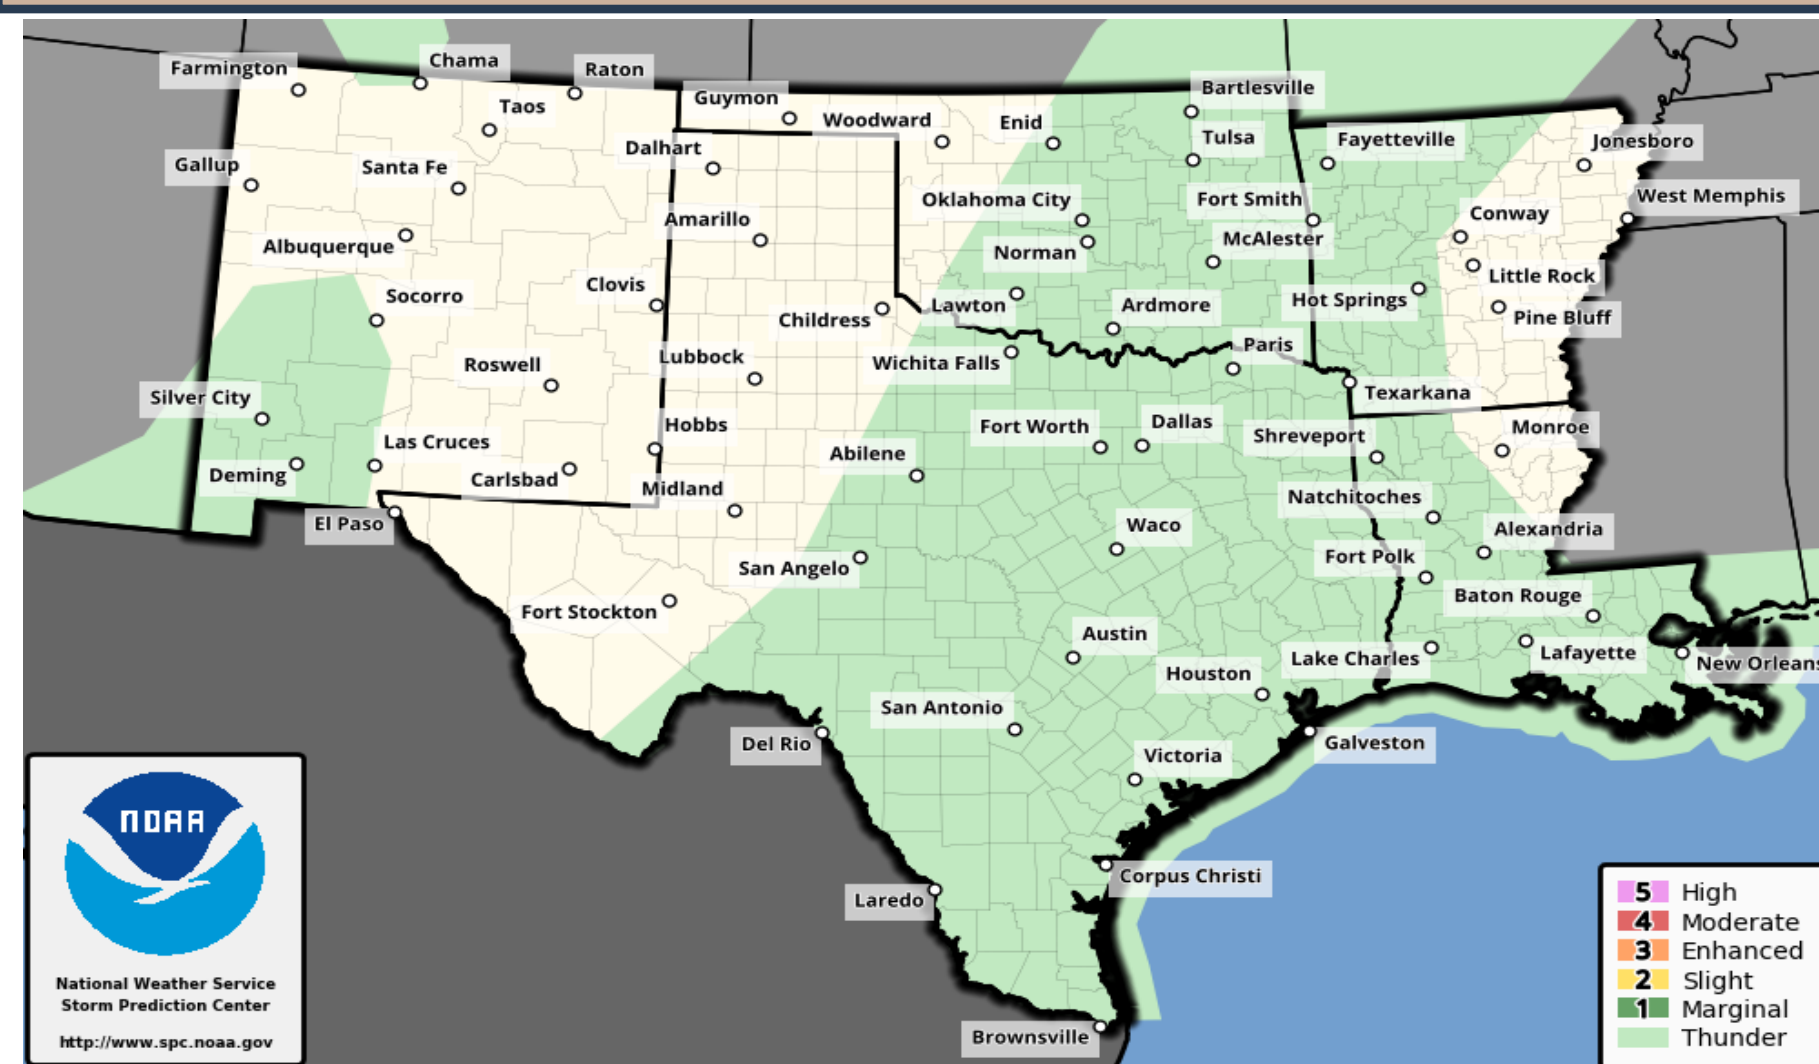 Farmington
Chama
Raton
Taos
Guymon
Woodward
Enid
Bartlesville
Tulsa
Fayetteville
Jonesboro
Gallup
Santa Fe
Dalhart
Oklahoma City
Fort Smith
Conway
West Memphis
Albuquerque
Amarillo
Norman
McAlester
Little Rock
Socorro
Clovis
Childress
Lawton
Ardmore
Hot Springs
Pine Bluff
Roswell
Lubbock
Wichita Falls
Paris
Texarkana
Silver City
Hobbs
Fort Worth
Dallas
Shreveport
Monroe
Las Cruces
Abilene
Deming
Carlsbad
Midland
Natchitoches
El Paso
Waco
Alexandria
San Angelo
Fort Polk
Fort Stockton
Baton Rouge
Austin
Lake Charles
Lafayette
New Orleans
Houston
San Antonio
Del Rio
Victoria
Galveston
Corpus Christi
Laredo
Brownsville
NOAA
National Weather Service
Storm Prediction Center
http://www.spc.noaa.gov
5 High
4 Moderate
3 Enhanced
2 Slight
1 Marginal
Thunder